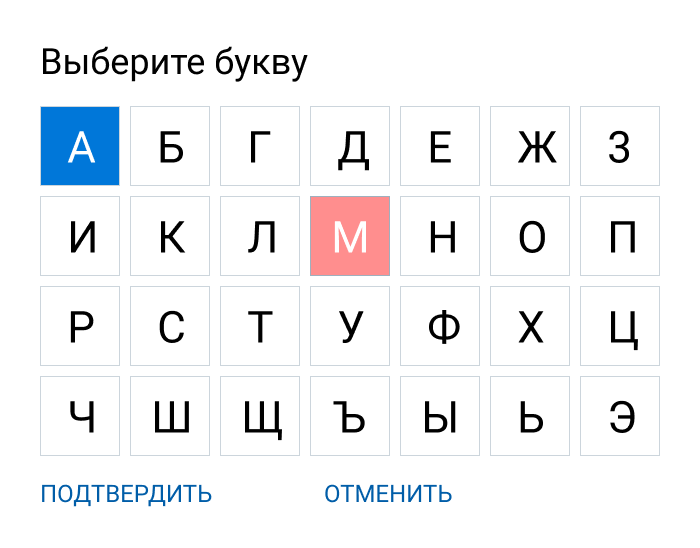 Выберите букву
А Б Г Д Е Ж З
И К Л М Н О П
Р С Т У Ф Х Ц
Ч Ш Щ Ъ Ы Ь Э
ПОДТВЕРДИТЬ ОТМЕНИТЬ